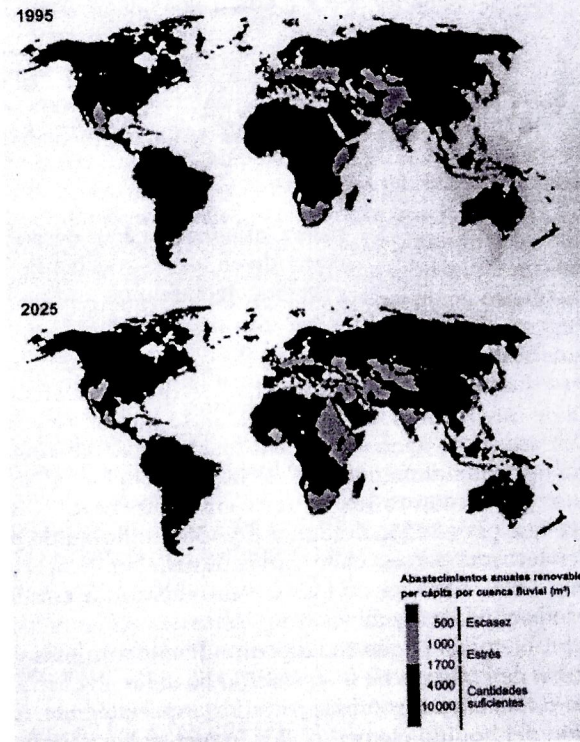 1995
2025
Abastecimientos anuales renovable
per cápita por cuenca fluvial (m³)
500
Escasez
1000
Estrés
1700
4000
Cantidades
suficientes
10000